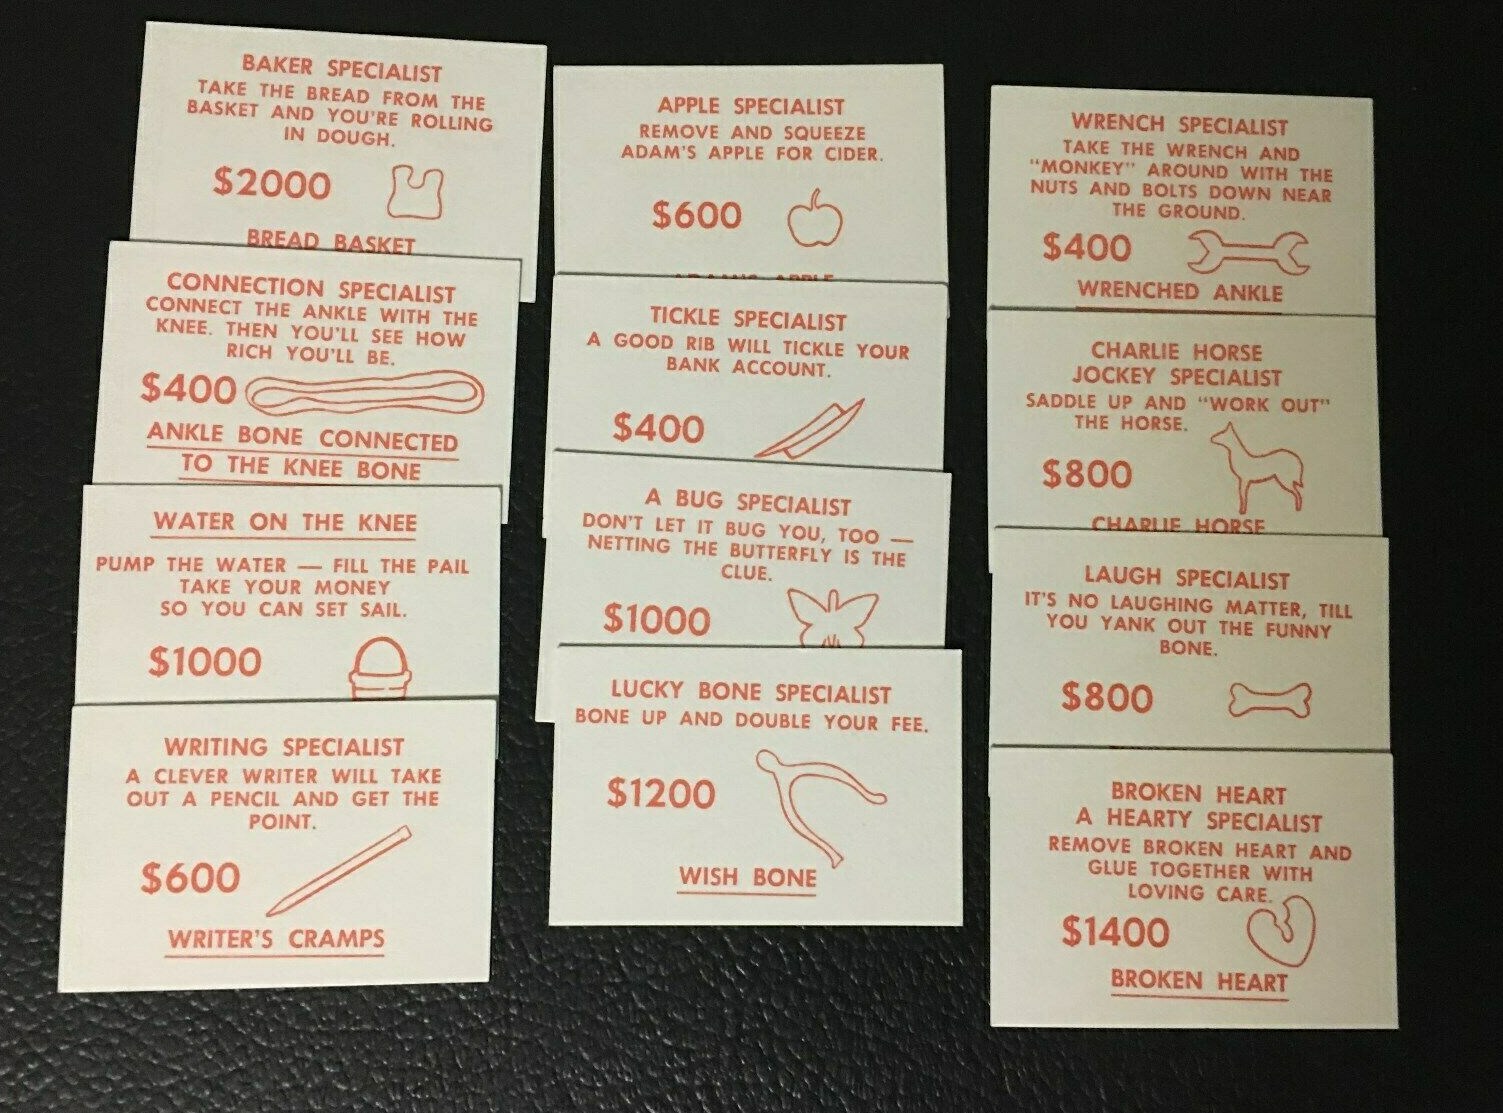 BAKER SPECIALIST
TAKE THE BREAD FROM THE
BASKET AND YOU'RE ROLLING
IN DOUGH.
$2000
BREAD BASKET
CONNECTION SPECIALIST
CONNECT THE ANKLE WITH THE
KNEE. THEN YOU'LL SEE HOW
RICH YOU'LL BE.
$400
ANKLE BONE CONNECTED
TO THE KNEE BONE
WATER ON THE KNEE
PUMP THE WATER — FILL THE PAIL
TAKE YOUR MONEY
SO YOU CAN SET SAIL.
$1000
WRITING SPECIALIST
A CLEVER WRITER WILL TAKE
OUT A PENCIL AND GET THE
POINT.
$600
WRITER'S CRAMPS
APPLE SPECIALIST
REMOVE AND SQUEEZE
ADAM'S APPLE FOR CIDER.
$600
ADAM'S APPLE
TICKLE SPECIALIST
A GOOD RIB WILL TICKLE YOUR
BANK ACCOUNT.
$400
A BUG SPECIALIST
DON'T LET IT BUG YOU, TOO —
NETTING THE BUTTERFLY IS THE
CLUE.
$1000
LUCKY BONE SPECIALIST
BONE UP AND DOUBLE YOUR FEE.
$1200
WISH BONE
WRENCH SPECIALIST
TAKE THE WRENCH AND
"MONKEY" AROUND WITH THE
NUTS AND BOLTS DOWN NEAR
THE GROUND.
$400
WRENCHED ANKLE
CHARLIE HORSE
JOCKEY SPECIALIST
SADDLE UP AND "WORK OUT"
THE HORSE.
$800
CHARLIE HORSE
LAUGH SPECIALIST
IT'S NO LAUGHING MATTER, TILL
YOU YANK OUT THE FUNNY
BONE.
$800
BROKEN HEART
A HEARTY SPECIALIST
REMOVE BROKEN HEART AND
GLUE TOGETHER WITH
LOVING CARE.
$1400
BROKEN HEART